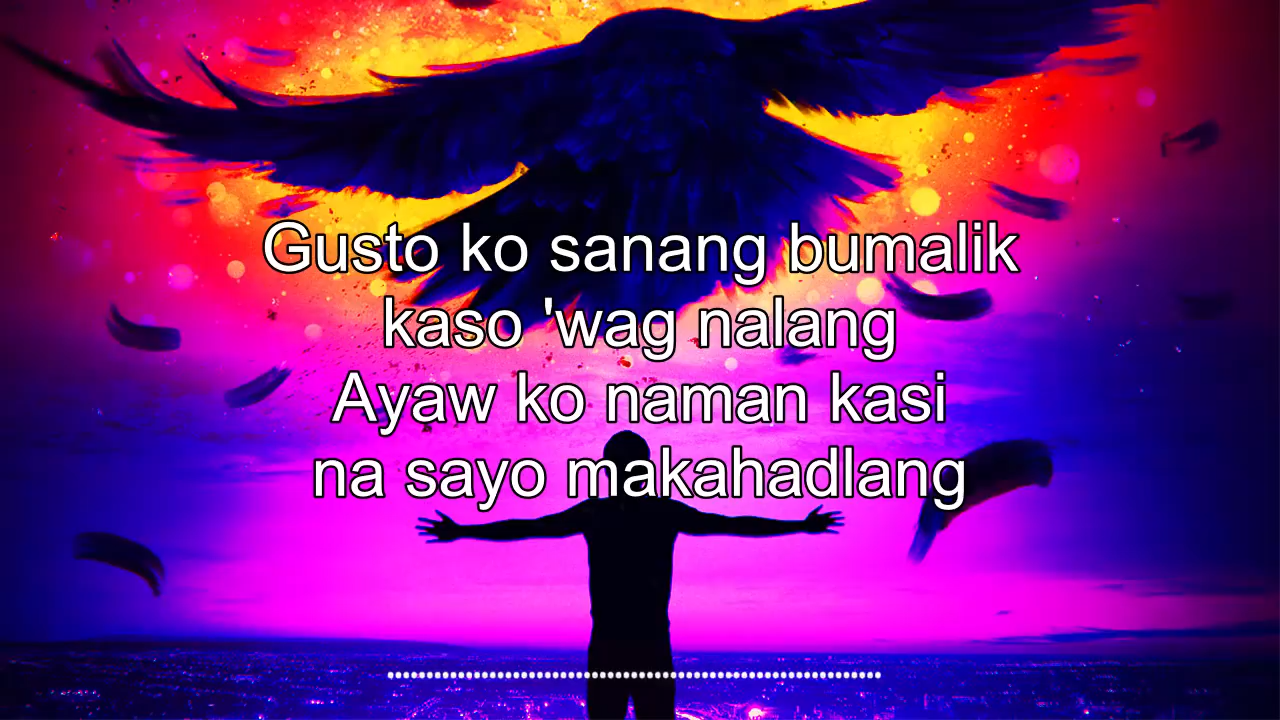 Gusto ko sanang bumalik
kaso 'wag nalang
Ayaw ko naman kasi
na sayo makahadlang